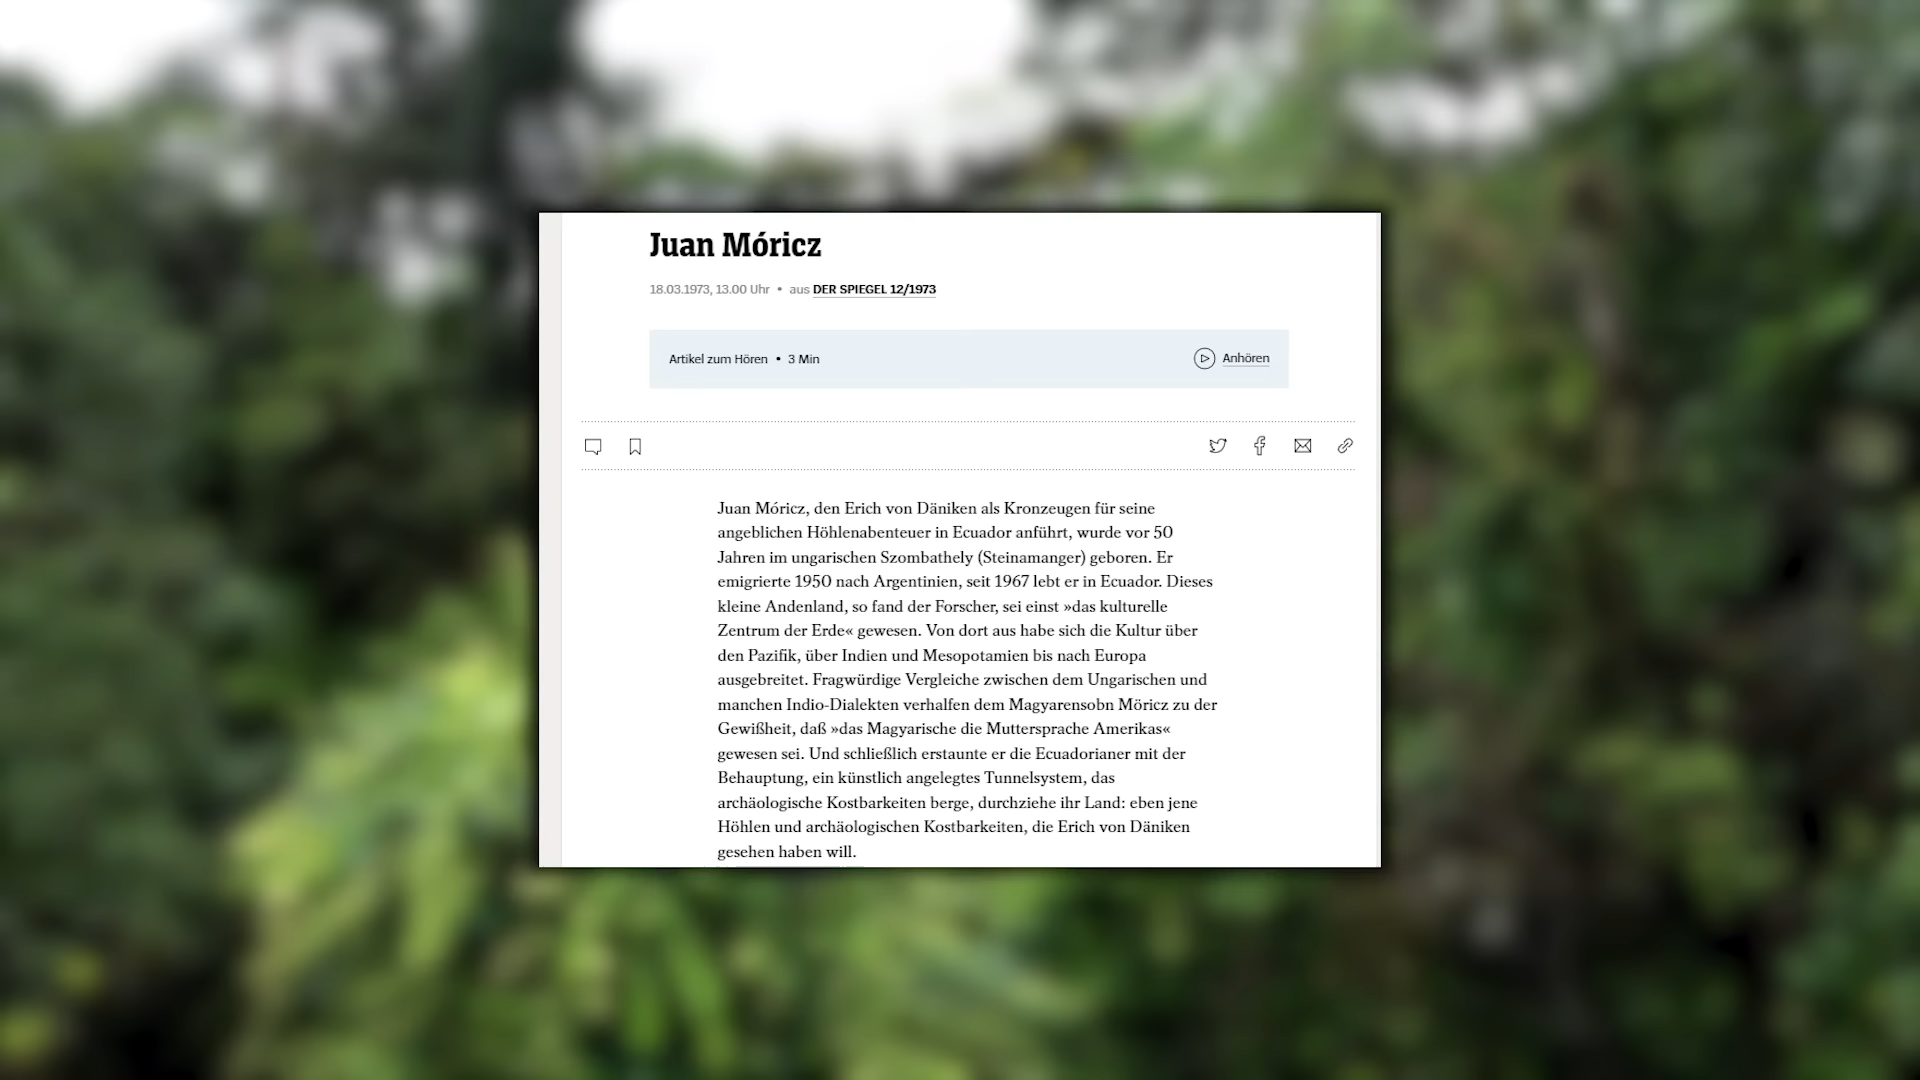 Juan Móricz
18.03.1973, 13.00 Uhr • aus DER SPIEGEL 12/1973
Artikel zum Hören • 3 Min
Anhören
Juan Móricz, den Erich von Däniken als Kronzeugen für seine
angeblichen Höhlenabenteuer in Ecuador anführt, wurde vor 50
Jahren im ungarischen Szombathely (Steinamanger) geboren. Er
emigrierte 1950 nach Argentinien, seit 1967 lebt er in Ecuador. Dieses
kleine Andenland, so fand der Forscher, sei einst »das kulturelle
Zentrum der Erde« gewesen. Von dort aus habe sich die Kultur über
den Pazifik, über Indien und Mesopotamien bis nach Europa
ausgebreitet. Fragwürdige Vergleiche zwischen dem Ungarischen und
manchen Indio-Dialekten verhalfen dem Magyarensobn Möricz zu der
Gewißheit, daß »das Magyarische die Muttersprache Amerikas«
gewesen sei. Und schließlich erstaunte er die Ecuadorianer mit der
Behauptung, ein künstlich angelegtes Tunnelsystem, das
archäologische Kostbarkeiten berge, durchziehe ihr Land: eben jene
Höhlen und archäologischen Kostbarkeiten, die Erich von Däniken
gesehen haben will.